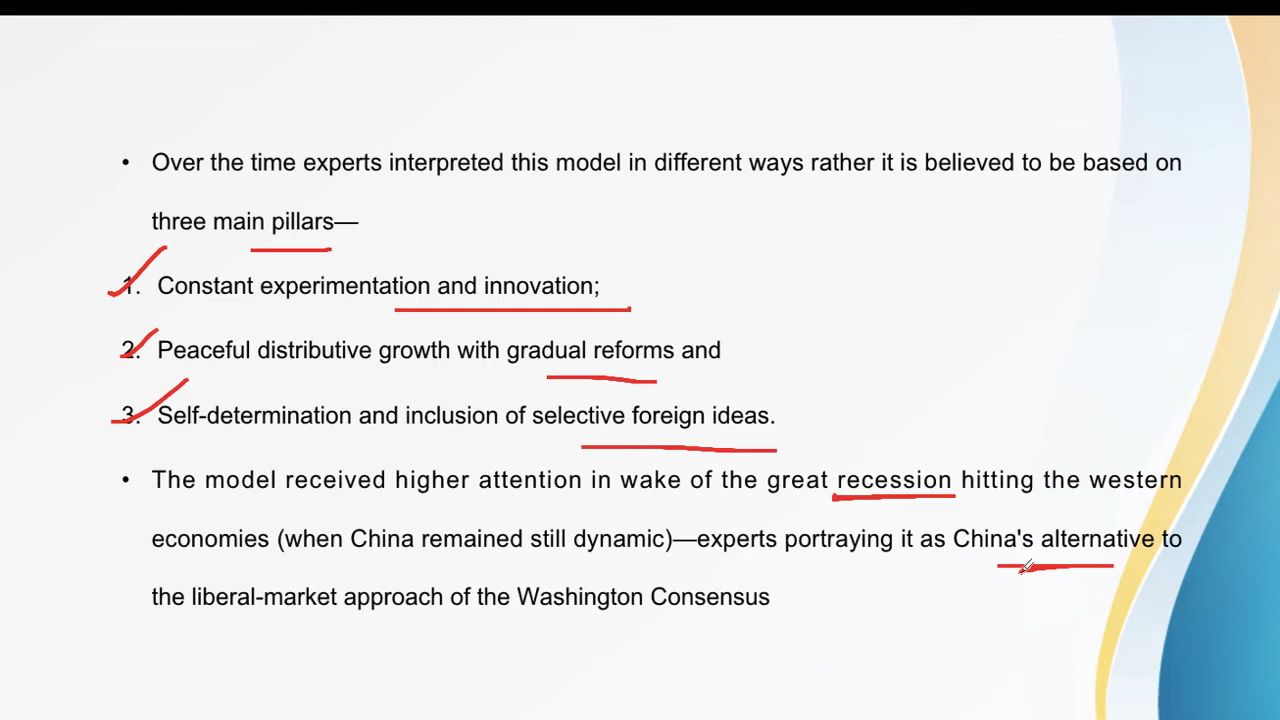 • Over the time experts interpreted this model in different ways rather it is believed to be based on
three main pillars—
1. Constant experimentation and innovation;
2. Peaceful distributive growth with gradual reforms and
3. Self-determination and inclusion of selective foreign ideas.
• The model received higher attention in wake of the great recession hitting the western
economies (when China remained still dynamic)—experts portraying it as China's alternative to
the liberal-market approach of the Washington Consensus